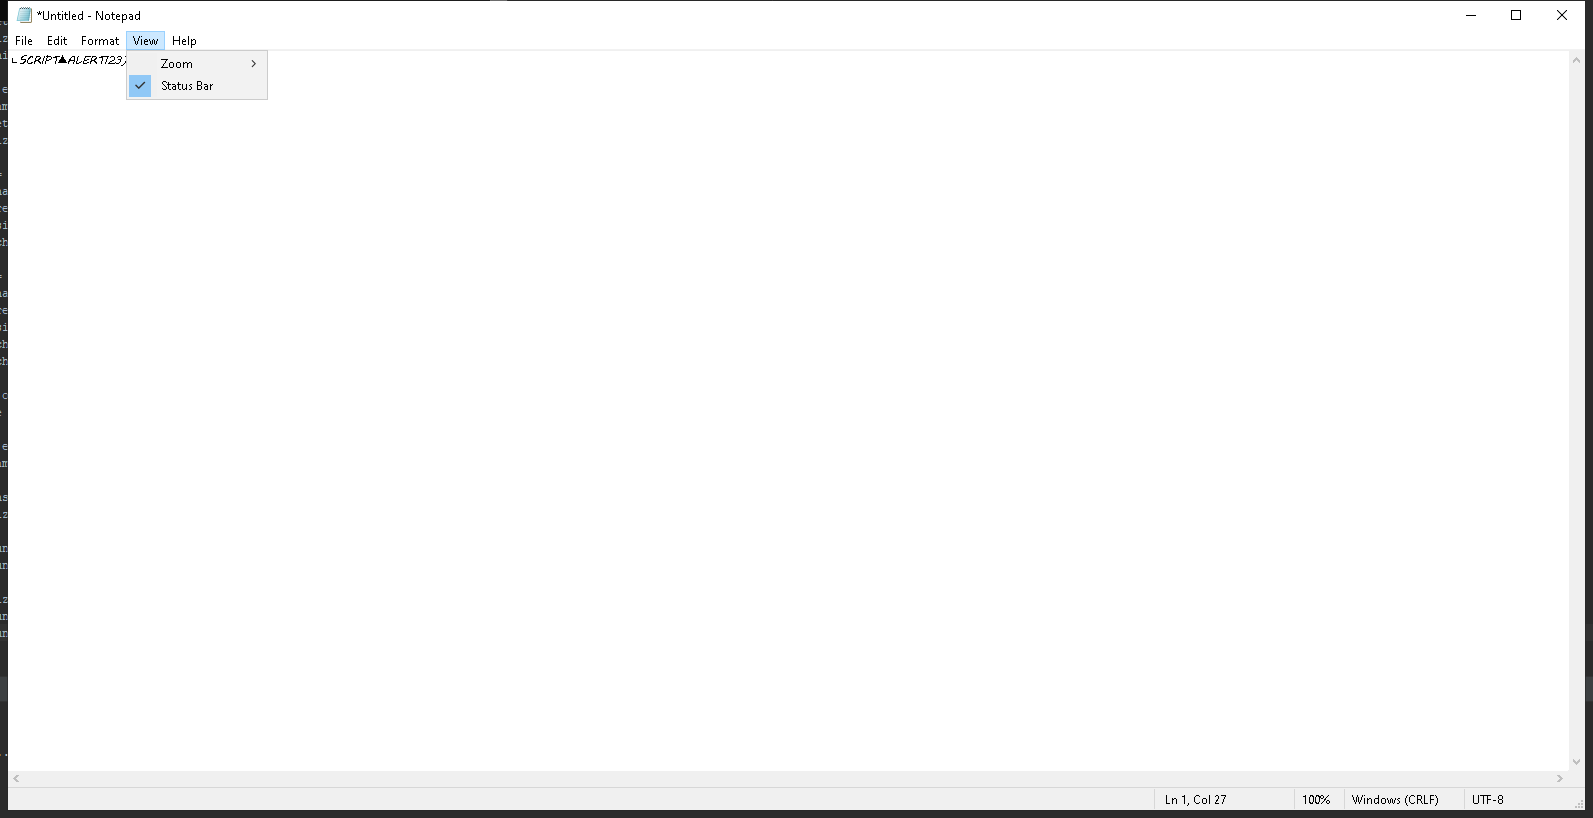 *Untitled - Notepad
File Edit Format View Help
SCRIPT▲ALERT123)
Zoom
Status Bar
Ln 1, Col 27 100% Windows (CRLF) UTF-8